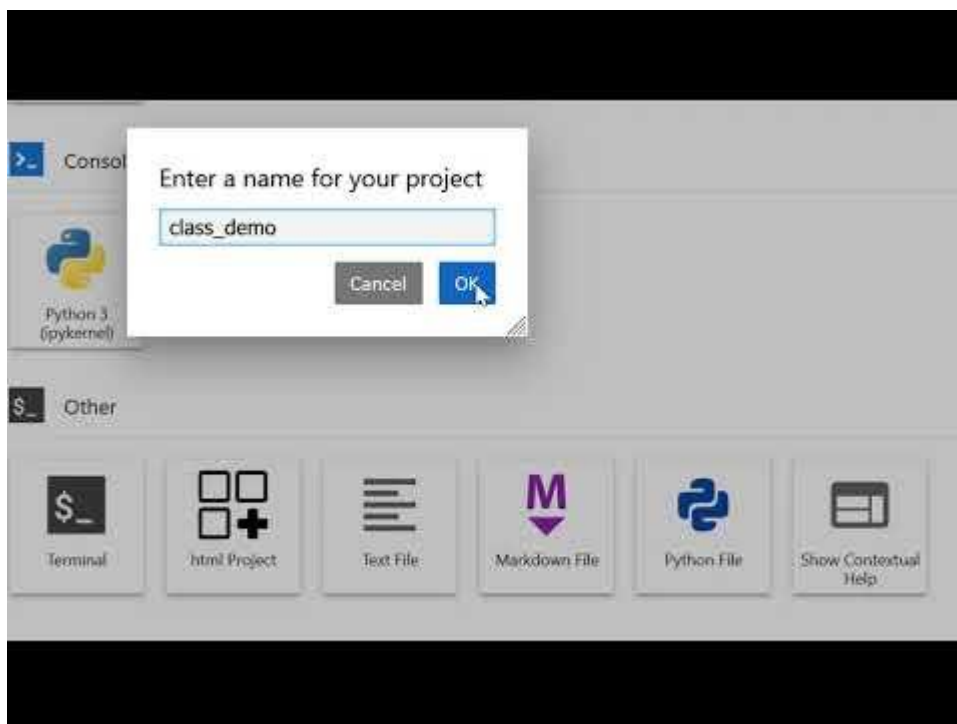 Enter a name for your project
class_demo
Cancel
OK
Consol
Python 3
(ipykernel)
$_ Other
$_
Terminal
html Project
Text File
M
Markdown File
Python File
Show Contextual
Help